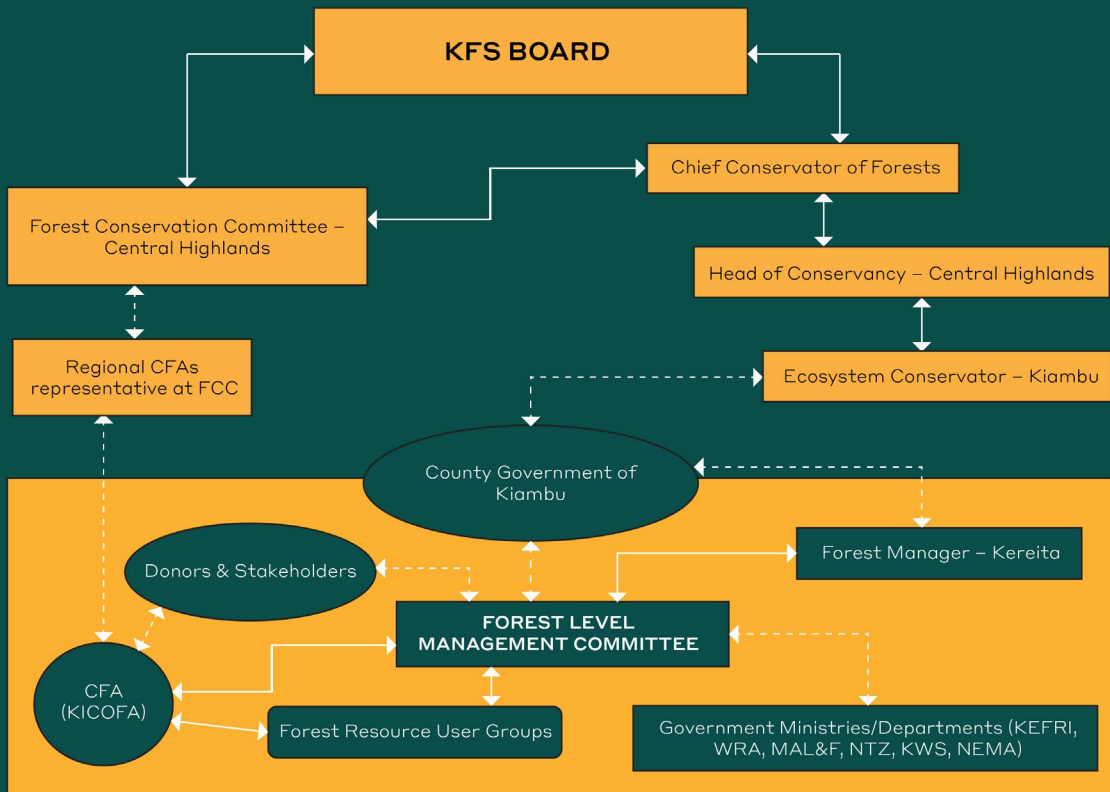 KFS BOARD
Chief Conservator of Forests
Forest Conservation Committee –
Central Highlands
Head of Conservancy – Central Highlands
Regional CFAs
representative at FCC
Ecosystem Conservator – Kiambu
County Government of
Kiambu
Forest Manager – Kereita
Donors & Stakeholders
FOREST LEVEL
MANAGEMENT COMMITTEE
CFA
(KICOFA)
Forest Resource User Groups
Government Ministries/Departments (KEFRI,
WRA, MAL&F, NTZ, KWS, NEMA)